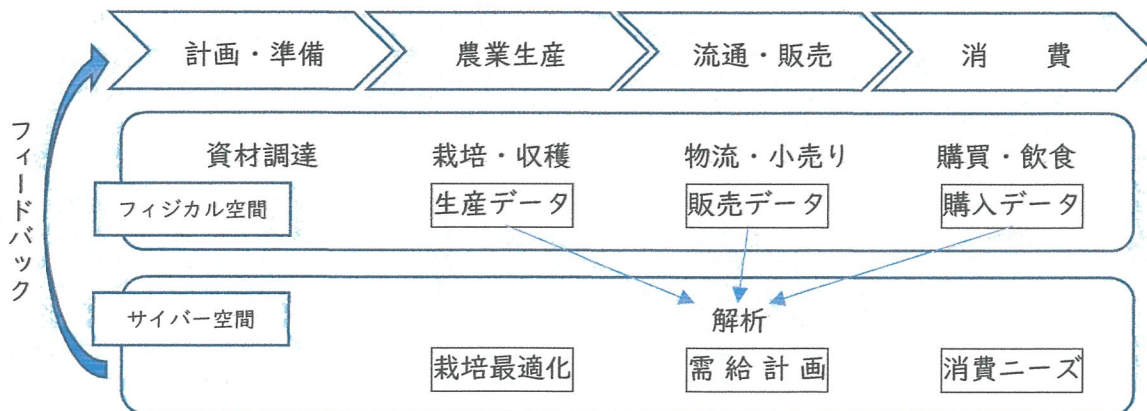 計画・準備 農業生産 流通・販売 消 費
フィードバック
資材調達 栽培・収穫 物流・小売り 購買・飲食
フィジカル空間 生産データ 販売データ 購入データ
サイバー空間
解析
栽培最適化 需給計画 消費ニーズ